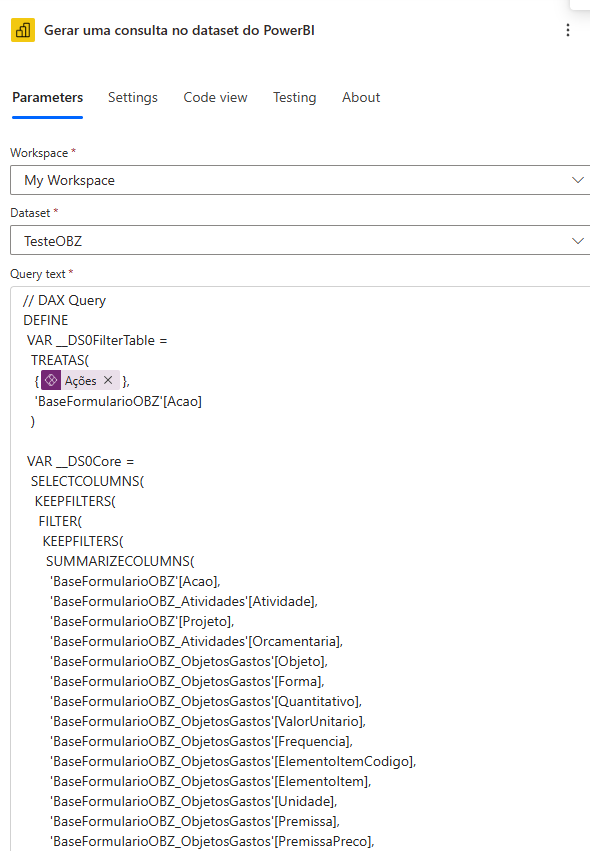 Gerar uma consulta no dataset do PowerBI
Parameters Settings Code view Testing About
Workspace *
My Workspace
Dataset *
TesteOBZ
Query text *
// DAX Query
DEFINE
VAR __DS0FilterTable =
TREATAS(
{ Ações × },
'BaseFormularioOBZ'[Acao]
)
VAR __DS0Core =
SELECTCOLUMNS(
KEEPFILTERS(
FILTER(
KEEPFILTERS(
SUMMARIZECOLUMNS(
'BaseFormularioOBZ'[Acao],
'BaseFormularioOBZ_Atividades'[Atividade],
'BaseFormularioOBZ'[Projeto],
'BaseFormularioOBZ_Atividades'[Orcamentaria],
'BaseFormularioOBZ_ObjetosGastos'[Objeto],
'BaseFormularioOBZ_ObjetosGastos'[Forma],
'BaseFormularioOBZ_ObjetosGastos'[Quantitativo],
'BaseFormularioOBZ_ObjetosGastos'[ValorUnitario],
'BaseFormularioOBZ_ObjetosGastos'[Frequencia],
'BaseFormularioOBZ_ObjetosGastos'[ElementoItemCodigo],
'BaseFormularioOBZ_ObjetosGastos'[ElementoItem],
'BaseFormularioOBZ_ObjetosGastos'[Unidade],
'BaseFormularioOBZ_ObjetosGastos'[Premissa],
'BaseFormularioOBZ_ObjetosGastos'[PremissaPreco],